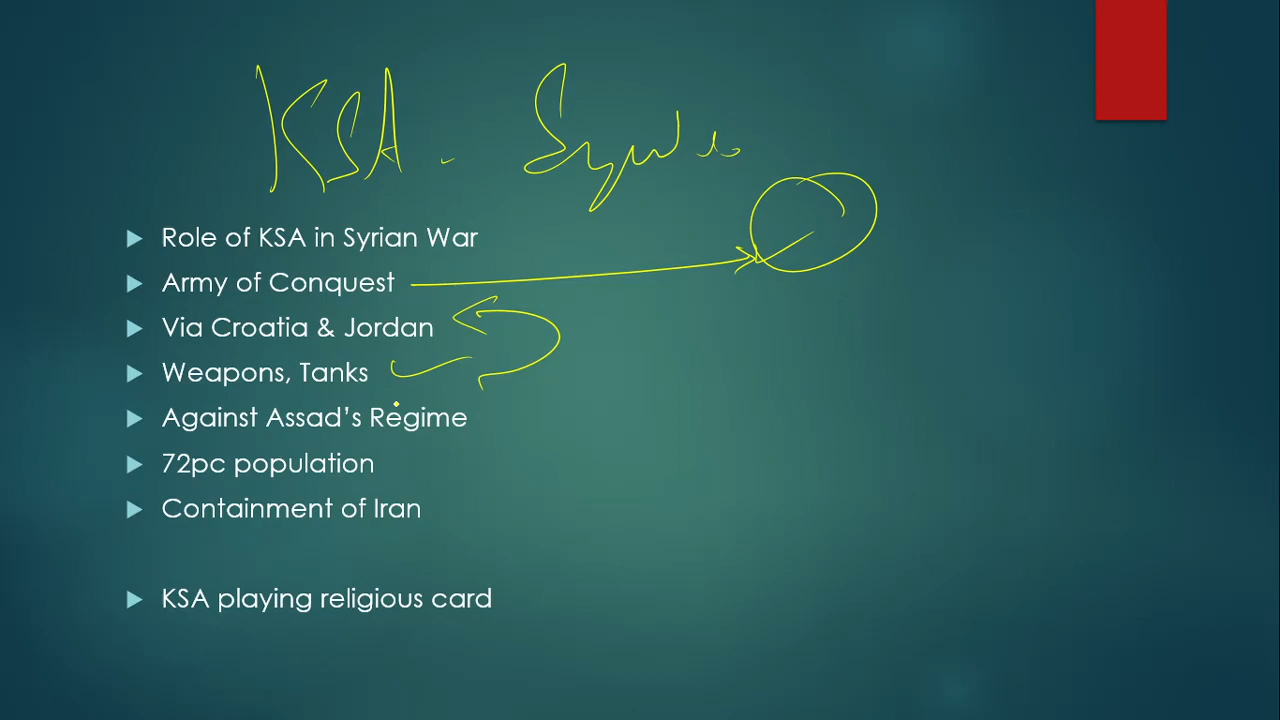 KSA -
Role of KSA in Syrian War
Army of Conquest
Via Croatia & Jordan
Weapons, Tanks
Against Assad's Regime
72pc population
Containment of Iran
KSA playing religious card